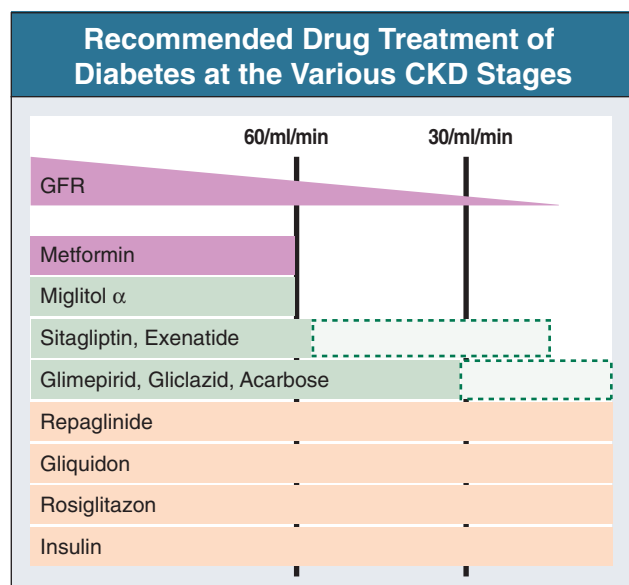 Recommended Drug Treatment of
Diabetes at the Various CKD Stages
60/ml/min 30/ml/min
GFR
Metformin
Miglitol α
Sitagliptin, Exenatide
Glimepirid, Gliclazid, Acarbose
Repaglinide
Gliquidon
Rosiglitazon
Insulin